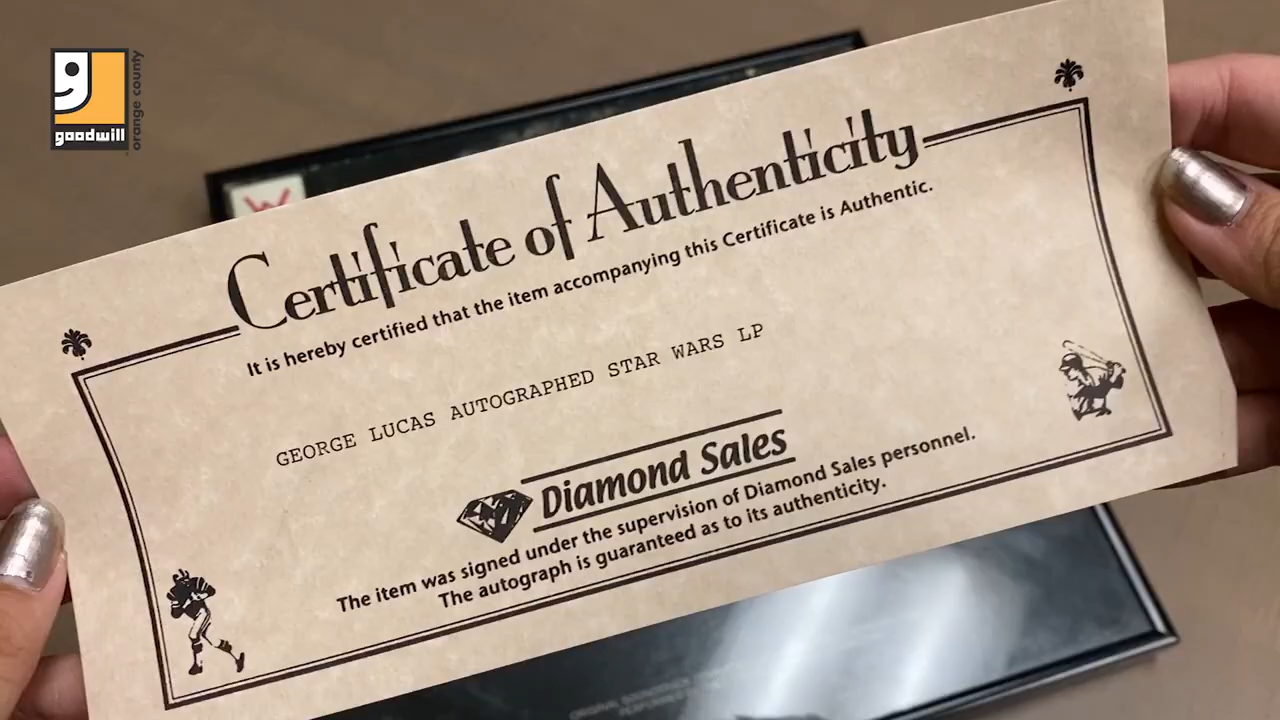 goodwill
orange county
Certificate of Authenticity
It is hereby certified that the item accompanying this Certificate is Authentic.
GEORGE LUCAS AUTOGRAPHED STAR WARS LP
Diamond Sales
The item was signed under the supervision of Diamond Sales personnel.
The autograph is guaranteed as to its authenticity.
ORIGINAL SOUNDTRACK